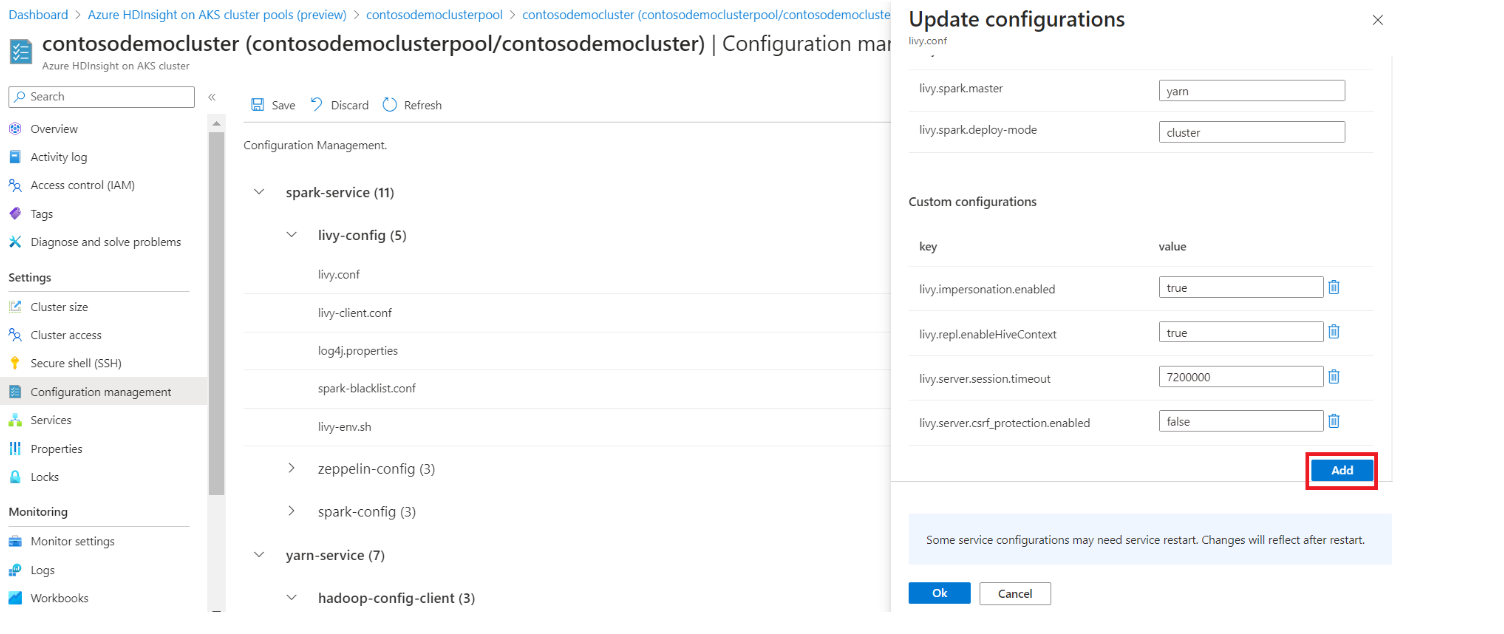 Dashboard > Azure HDInsight on AKS cluster pools (preview) > contosodemoclusterpool > contosodemocluster (contosodemoclusterpool/contosodemocluste
contosodemocluster (contosodemoclusterpool/contosodemocluster) | Configuration mar
Azure HDInsight on AKS cluster
Search
«
Overview
Activity log
Access control (IAM)
Tags
Diagnose and solve problems
Settings
Cluster size
Cluster access
Secure shell (SSH)
Configuration management
Services
Properties
Locks
Monitoring
Monitor settings
Logs
Workbooks
Save Discard Refresh
Configuration Management.
spark-service (11)
livy-config (5)
livy.conf
livy-client.conf
log4j.properties
spark-blacklist.conf
livy-env.sh
zeppelin-config (3)
spark-config (3)
yarn-service (7)
hadoop-config-client (3)
Update configurations
livy.conf
livy.spark.master yarn
livy.spark.deploy-mode cluster
Custom configurations
key value
livy.impersonation.enabled true
livy.repl.enableHiveContext true
livy.server.session.timeout 7200000
livy.server.csrf_protection.enabled false
Add
Some service configurations may need service restart. Changes will reflect after restart.
Ok Cancel